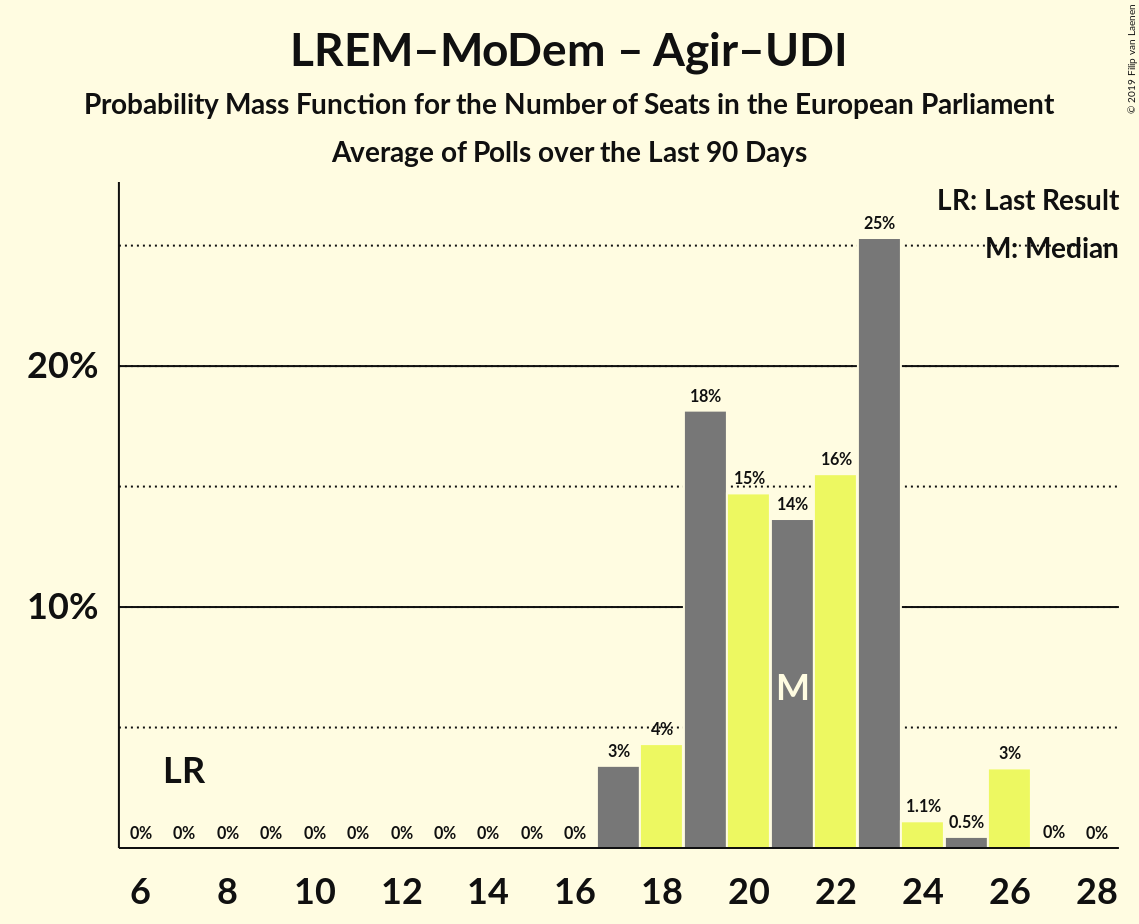 LREM–MoDem – Agir–UDI
Probability Mass Function for the Number of Seats in the European Parliament
Average of Polls over the Last 90 Days
© 2019 Filip van Laenen
LR: Last Result
M: Median
25%
20%
18%
16%
15%
14%
10%
M
4%
3%
3%
LR
1.1%
0.5%
0% 0% 0% 0% 0% 0% 0% 0% 0% 0% 0% 0% 0%
6 8 10 12 14 16 18 20 22 24 26 28